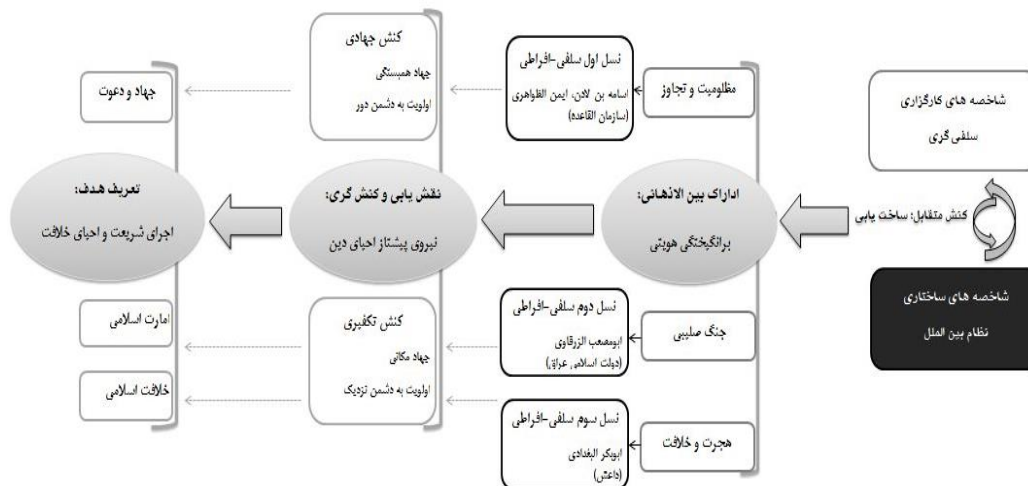 شاخصه های کارگزاری
سلفی گری
کنش متقابل: ساخت یابی
شاخصه های ساختاری
نظام بین الملل
مظلومیت و تجاوز
اداراک بین الاذهانی:
برانگیختگی هویتی
جنگ صلیبی
هجرت و خلافت
نسل اول سلفی-افراطی
اسامه بن لادن، ایمن الظواهری
(سازمان القاعده)
نسل دوم سلفی-افراطی
ابومصعب الزرقاوی
(دولت اسلامی عراق)
نسل سوم سلفی-افراطی
ابوبکر البغدادی
(داعش)
کنش جهادی
جهاد همبستگی
اولویت به دشمن دور
نقش یابی و کنش گری:
نیروی پیشتاز احیای دین
کنش تکفیری
جهاد مکانی
اولویت به دشمن نزدیک
جهاد و دعوت
تعریف هدف:
اجرای شریعت و احیای خلافت
امارت اسلامی
خلافت اسلامی